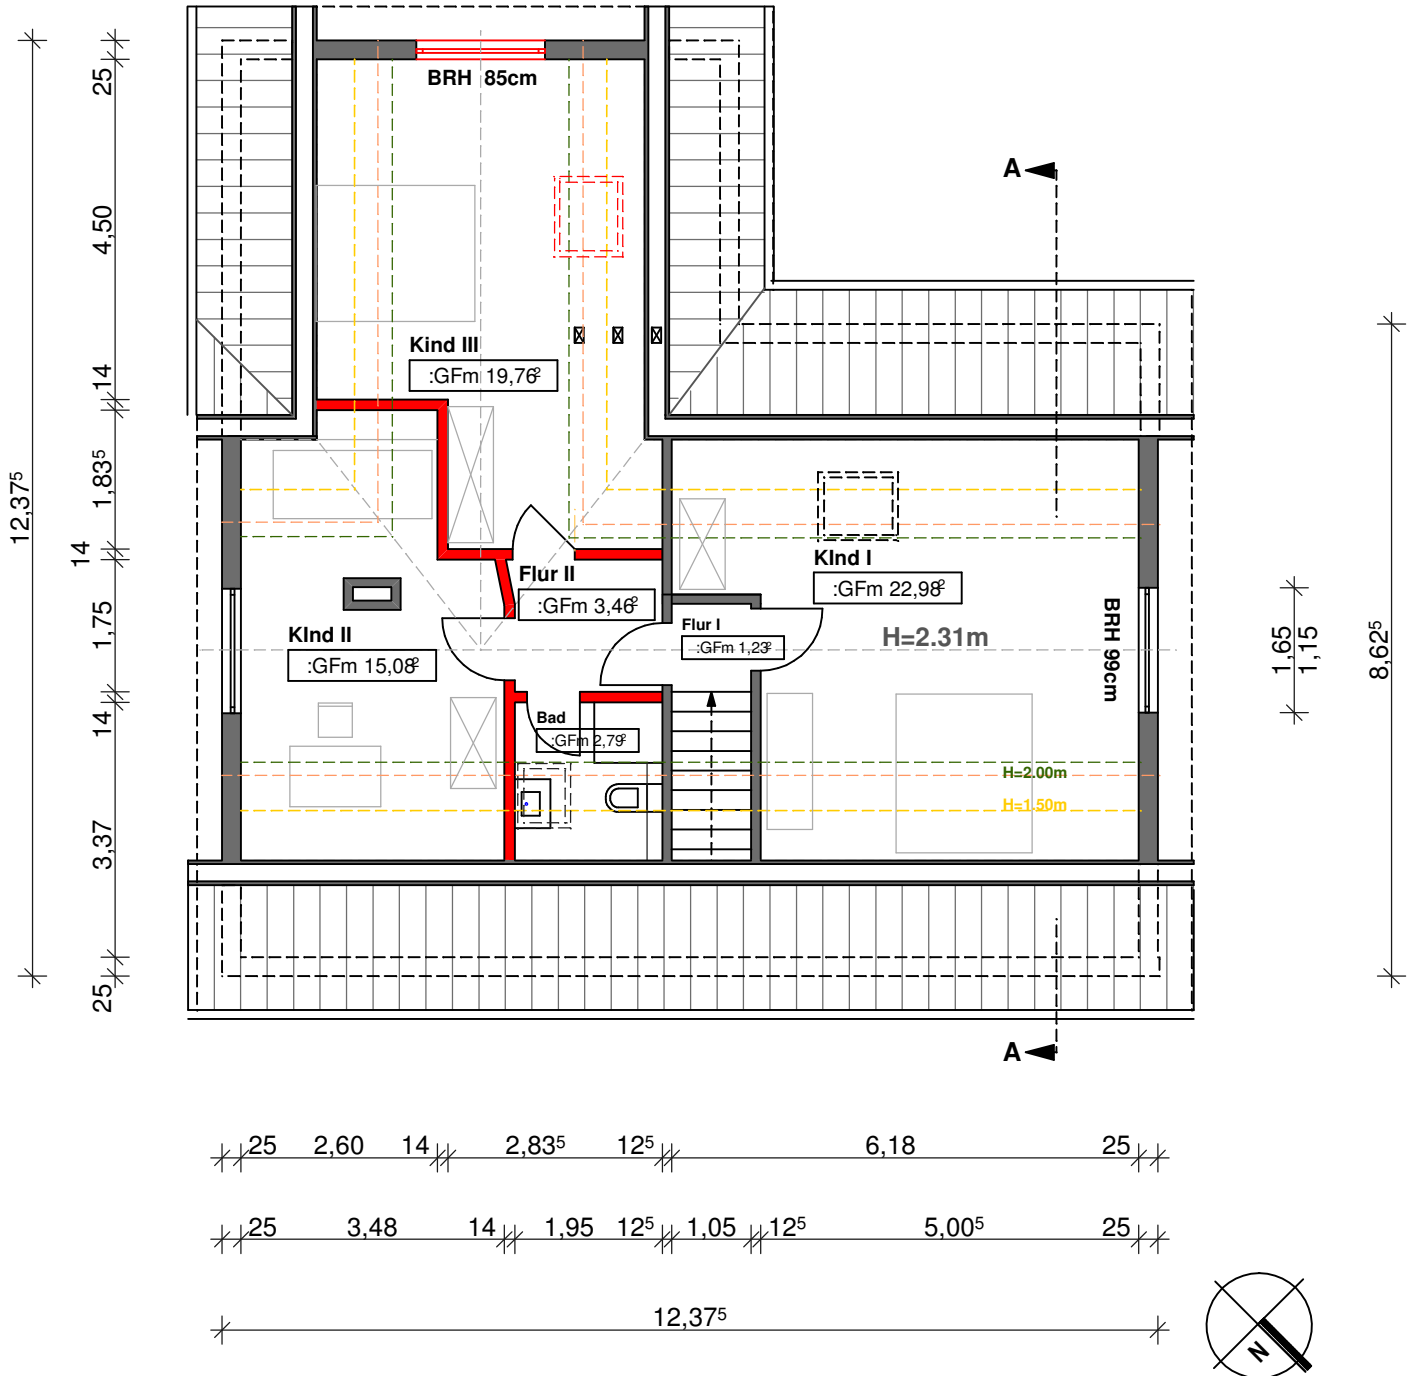 BRH 85cm
A
Kind III
:GFm 19,76²
KInd I
:GFm 22,98²
Flur II
:GFm 3,46²
Flur I
:GFm 1,23²
H=2.31m
BRH 99cm
KInd II
:GFm 15,08²
Bad
:GFm 2,79²
H=2.00m
H=1.50m
A
12,37⁵
25
4,50
14
1,83⁵
14
1,75
14
3,37
25
1,65
1,15
8,62⁵
25 2,60 14 2,83⁵ 12⁵ 6,18 25
25 3,48 14 1,95 12⁵ 1,05 12⁵ 5,00⁵ 25
12,37⁵
N